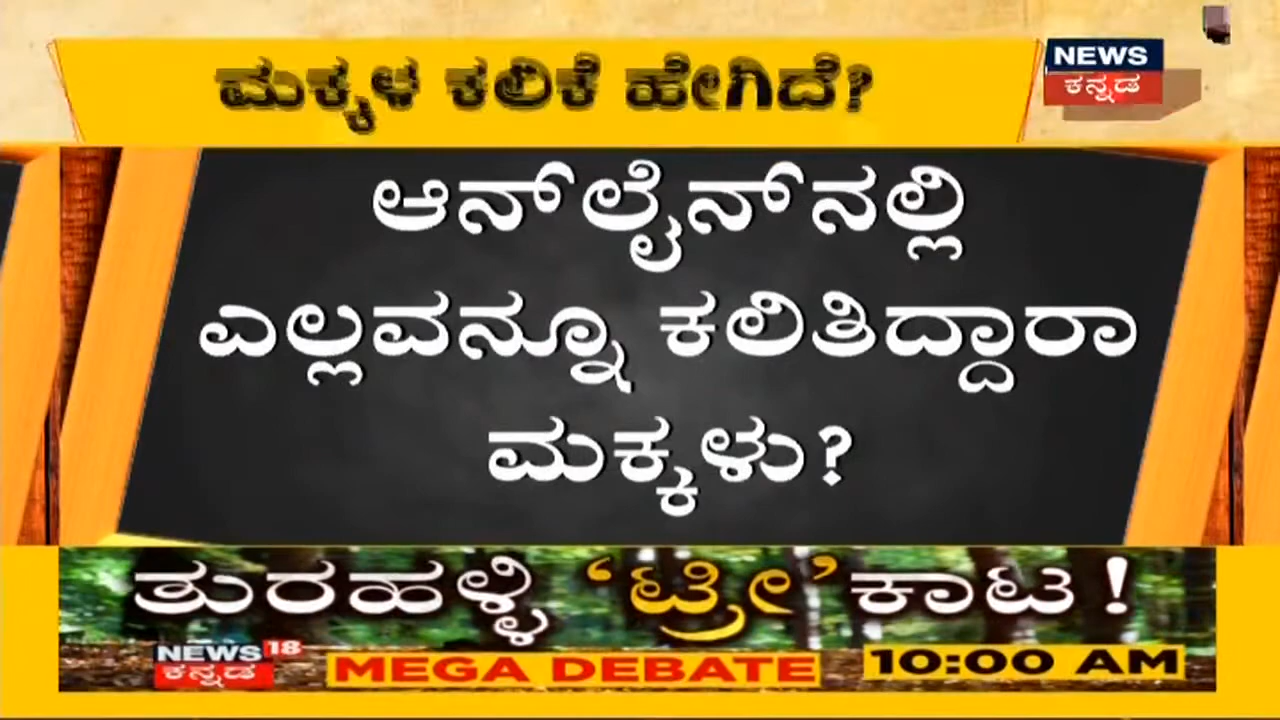 ಮಕ್ಕಳ ಕಲಿಕೆ ಹೇಗಿದೆ?
NEWS
ಕನ್ನಡ
ಆನ್‌ಲೈನ್‌ನಲ್ಲಿ
ಎಲ್ಲವನ್ನೂ ಕಲಿತಿದ್ದಾರಾ
ಮಕ್ಕಳು?
ತುರಹಳ್ಳಿ ‘ಟ್ರೀ’ಕಾಟ!
NEWS18
ಕನ್ನಡ
MEGA DEBATE
10:00 AM